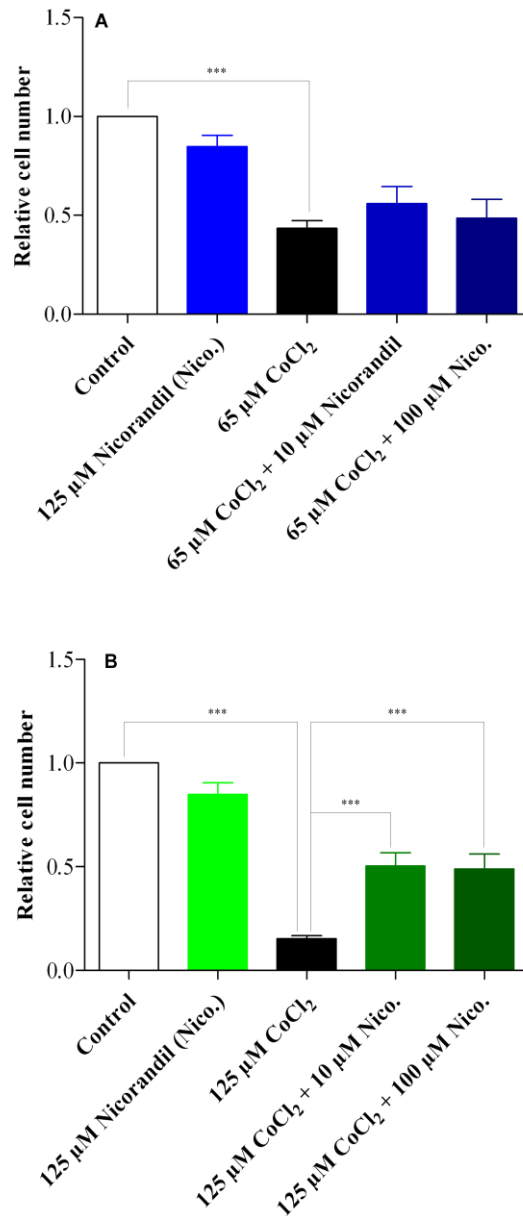 A
Relative cell number
1.5
1.0
0.5
0.0
***
Control
125 µM Nicorandil (Nico.)
65 µM CoCl₂
65 µM CoCl₂ + 10 µM Nicorandil
65 µM CoCl₂ + 100 µM Nico.
B
Relative cell number
1.5
1.0
0.5
0.0
***
***
***
Control
125 µM Nicorandil (Nico.)
125 µM CoCl₂
125 µM CoCl₂ + 10 µM Nico.
125 µM CoCl₂ + 100 µM Nico.